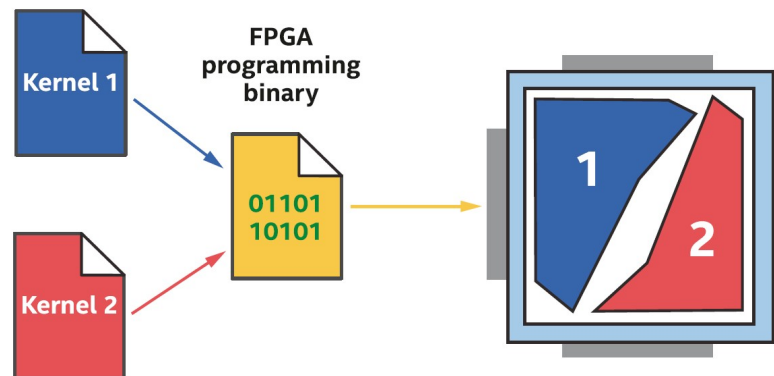 Kernel 1
FPGA
programming
binary
01101
10101
Kernel 2
1
2